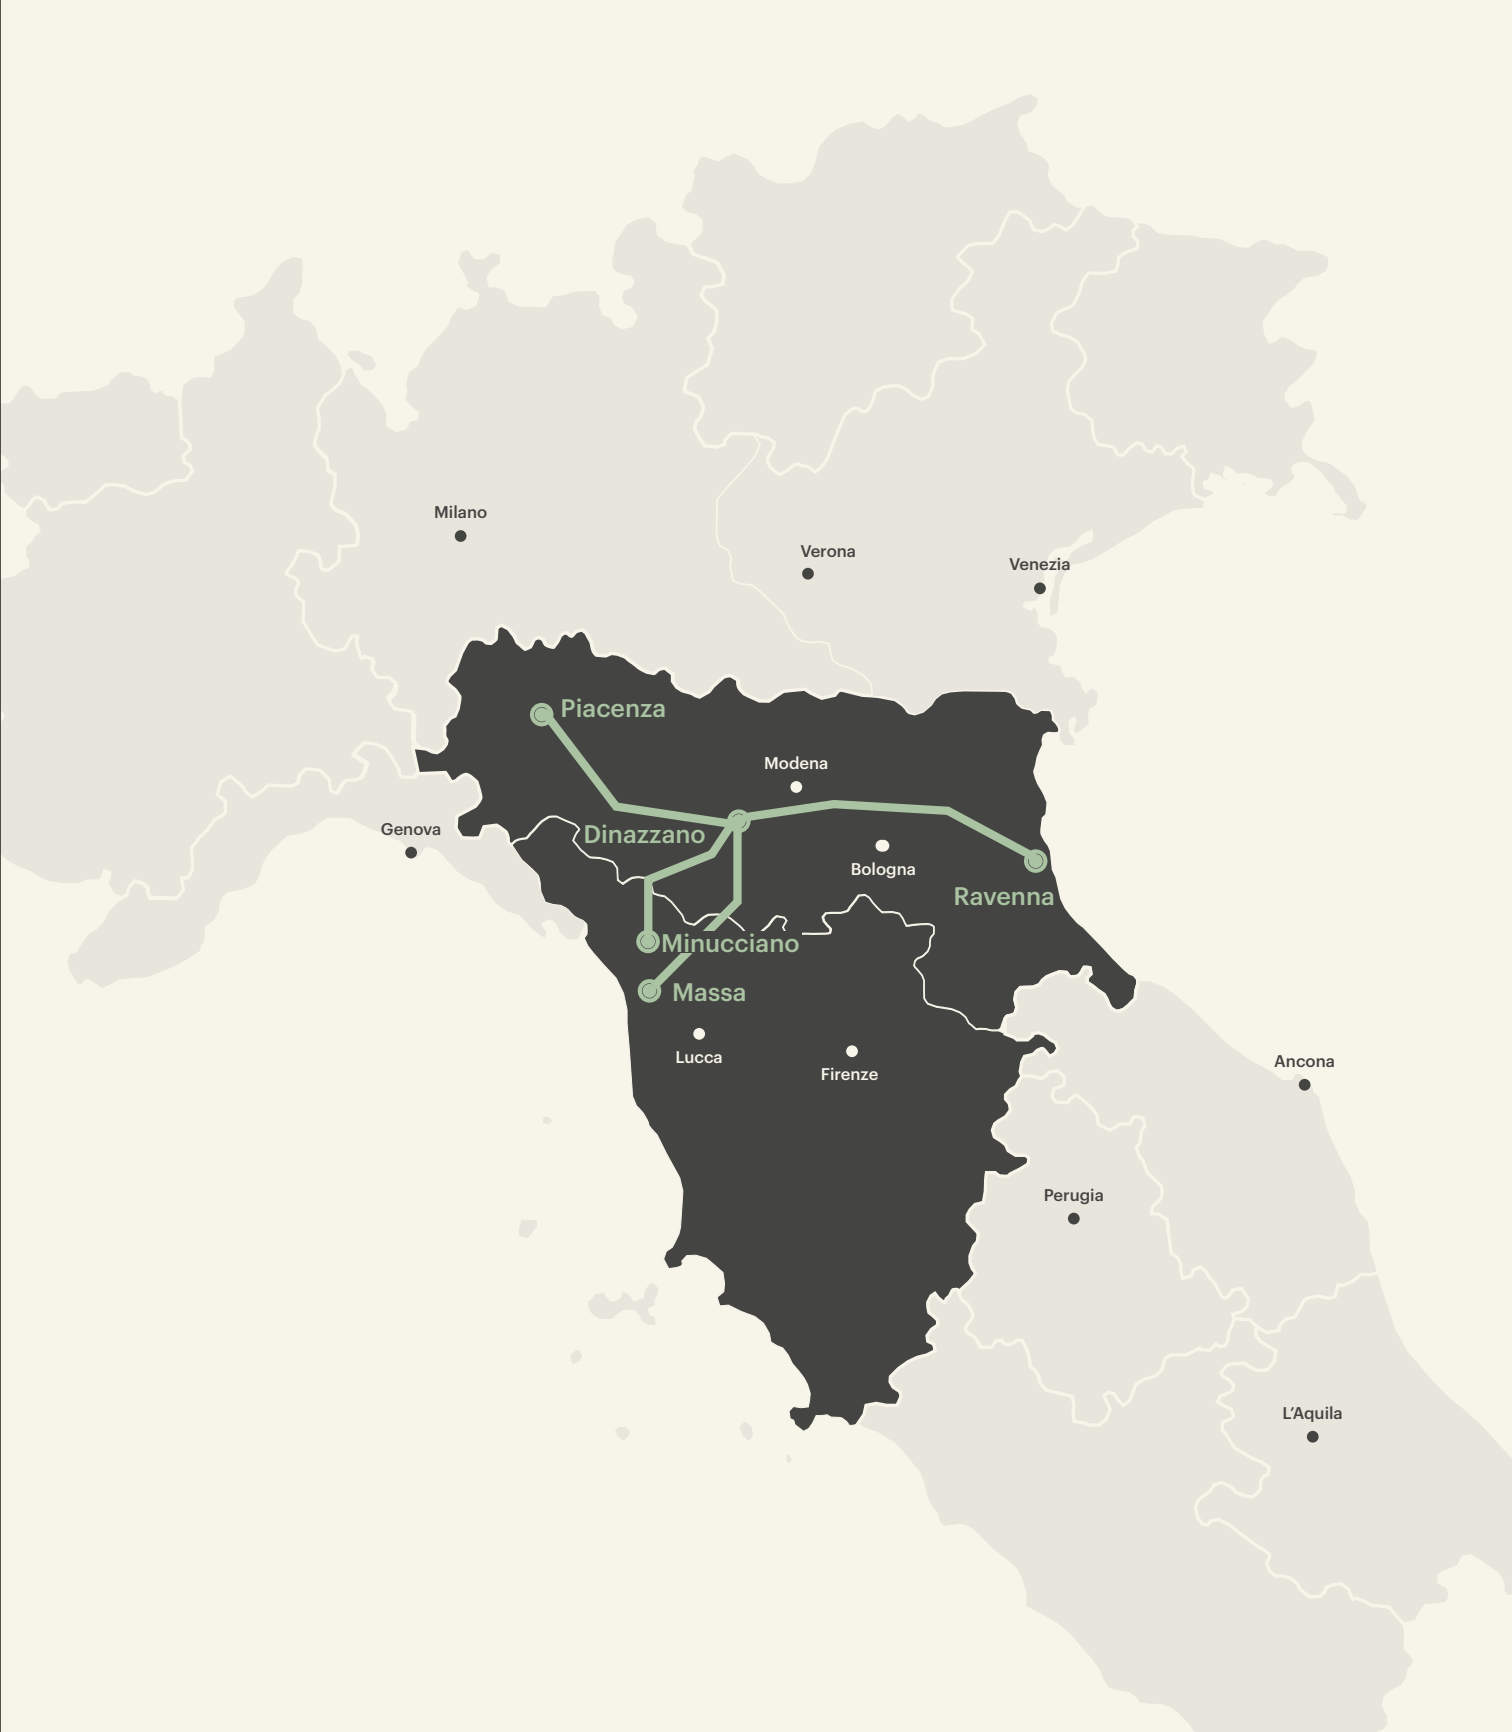 Milano
Verona
Venezia
Piacenza
Modena
Genova
Dinazzano
Bologna
Ravenna
Minucciano
Massa
Lucca
Firenze
Ancona
Perugia
L’Aquila